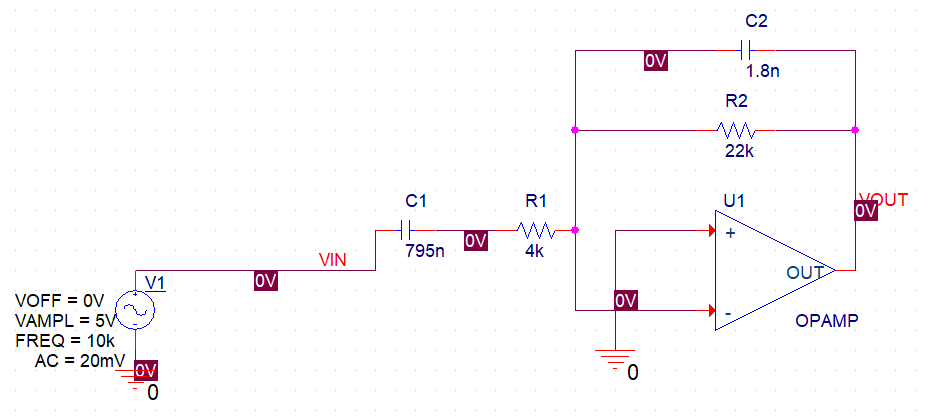 C2
0V
1.8n
R2
22k
C1
R1
U1
VOUT
0V
+
0V
795n
4k
VIN
OUT
0V
V1
VOFF = 0V
VAMPL = 5V
FREQ = 10k
AC = 20mV
0V
0
0V
-
OPAMP
0